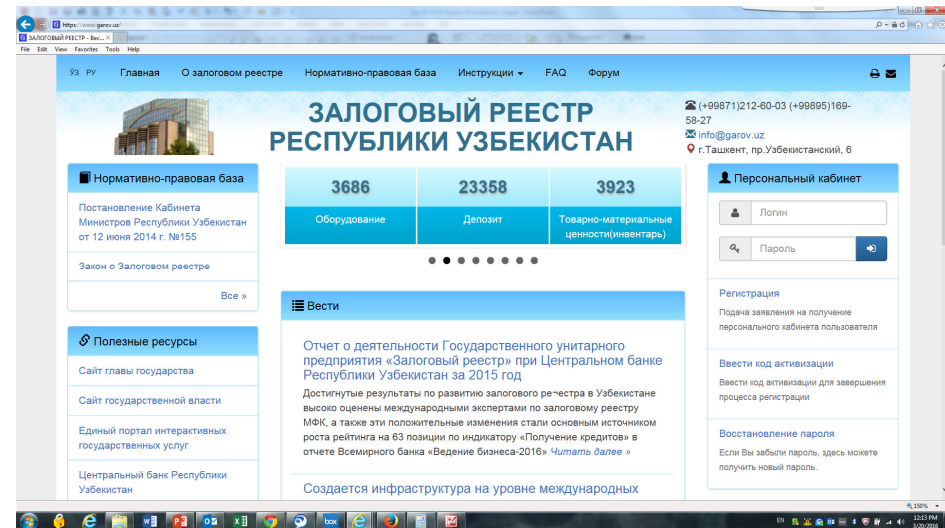 https://www.garov.uz/
ЗАЛОГОВЫЙ РЕЕСТР - Вес...
File Edit View Favorites Tools Help
ЎЗ РУ Главная О залоговом реестре Нормативно-правовая база Инструкции FAQ Форум
ЗАЛОГОВЫЙ РЕЕСТР
РЕСПУБЛИКИ УЗБЕКИСТАН
(+99871)212-60-03 (+99895)169-
58-27
info@garov.uz
г.Ташкент, пр.Узбекистанский, 6
Нормативно-правовая база
Постановление Кабинета
Министров Республики Узбекистан
от 12 июня 2014 г. №155
Закон о Залоговом реестре
Все »
Полезные ресурсы
Сайт главы государства
Сайт государственной власти
Единый портал интерактивных
государственных услуг
Центральный банк Республики
Узбекистан
3686 23358 3923
Оборудование Депозит Товарно-материальные
ценности(инвентарь)
Вести
Отчет о деятельности Государственного унитарного
предприятия «Залоговый реестр» при Центральном банке
Республики Узбекистан за 2015 год
Достигнутые результаты по развитию залогового ре¬естра в Узбекистане
высоко оценены международными экспертами по залоговому реестру
МФК, а также эти положительные изменения стали основным источником
роста рейтинга на 63 позиции по индикатору «Получение кредитов» в
отчете Всемирного банка «Ведение бизнеса-2016» Читать далее »
Создается инфраструктура на уровне международных
Персональный кабинет
Логин
Пароль
Регистрация
Подача заявления на получение
персонального кабинета пользователя
Ввести код активизации
Ввести код активизации для завершения
процесса регистрации
Восстановление пароля
Если Вы забыли пароль, здесь можете
получить новый пароль.
150%
box
EN
12:13 PM
3/20/2016